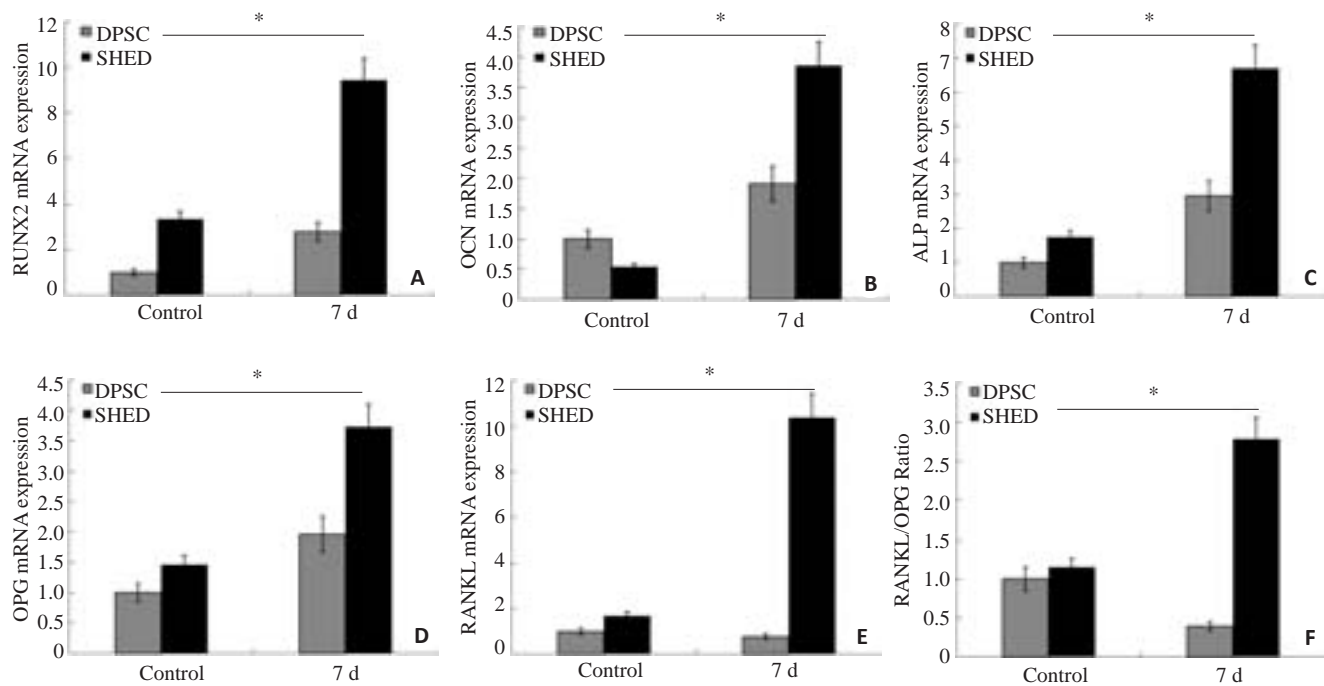 *
DPSC
SHED
RUNX2 mRNA expression
12
10
8
6
4
2
0
Control
7 d
A
*
DPSC
SHED
OCN mRNA expression
4.5
4.0
3.5
3.0
2.5
2.0
1.5
1.0
0.5
0
Control
7 d
B
*
DPSC
SHED
ALP mRNA expression
8
7
6
5
4
3
2
1
0
Control
7 d
C
*
DPSC
SHED
OPG mRNA expression
4.5
4.0
3.5
3.0
2.5
2.0
1.5
1.0
0.5
0
Control
7 d
D
*
DPSC
SHED
RANKL mRNA expression
12
10
8
6
4
2
0
Control
7 d
E
*
DPSC
SHED
RANKL/OPG Ratio
3.5
3.0
2.5
2.0
1.5
1.0
0.5
0
Control
7 d
F